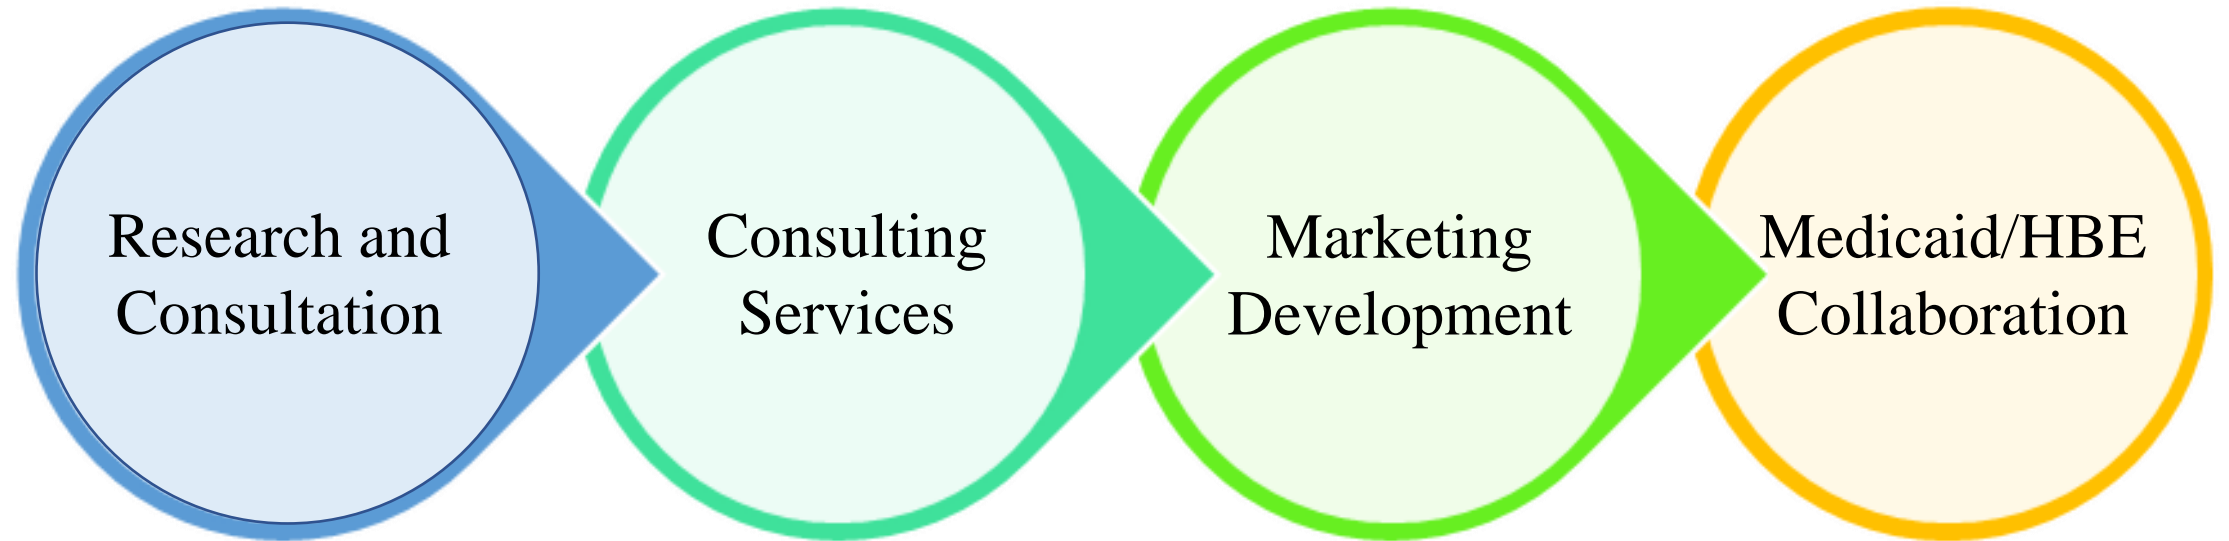 Research and
Consultation
Consulting
Services
Marketing
Development
Medicaid/HBE
Collaboration